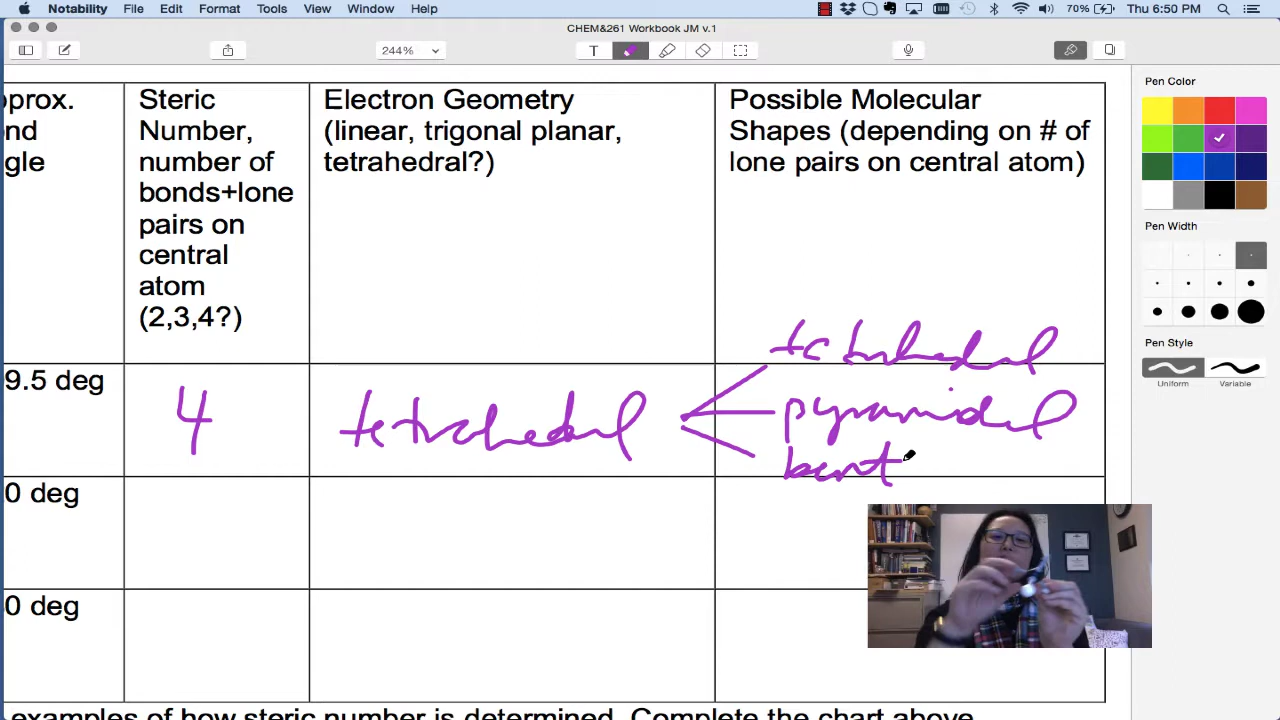 Notability File Edit Format Tools View Window Help 70% Thu 6:50 PM
CHEM&261 Workbook JM v.1
T
244%
Pen Color
Pen Width
Pen Style
Uniform Variable
pprox.
ond
gle
Steric
Number,
number of
bonds+lone
pairs on
central
atom
(2,3,4?)
Electron Geometry
(linear, trigonal planar,
tetrahedral?)
Possible Molecular
Shapes (depending on # of
lone pairs on central atom)
9.5 deg
4
tetrahedral
tetrahedral
pyramidal
bent
0 deg
0 deg
examples of how steric number is determined. Complete the chart above